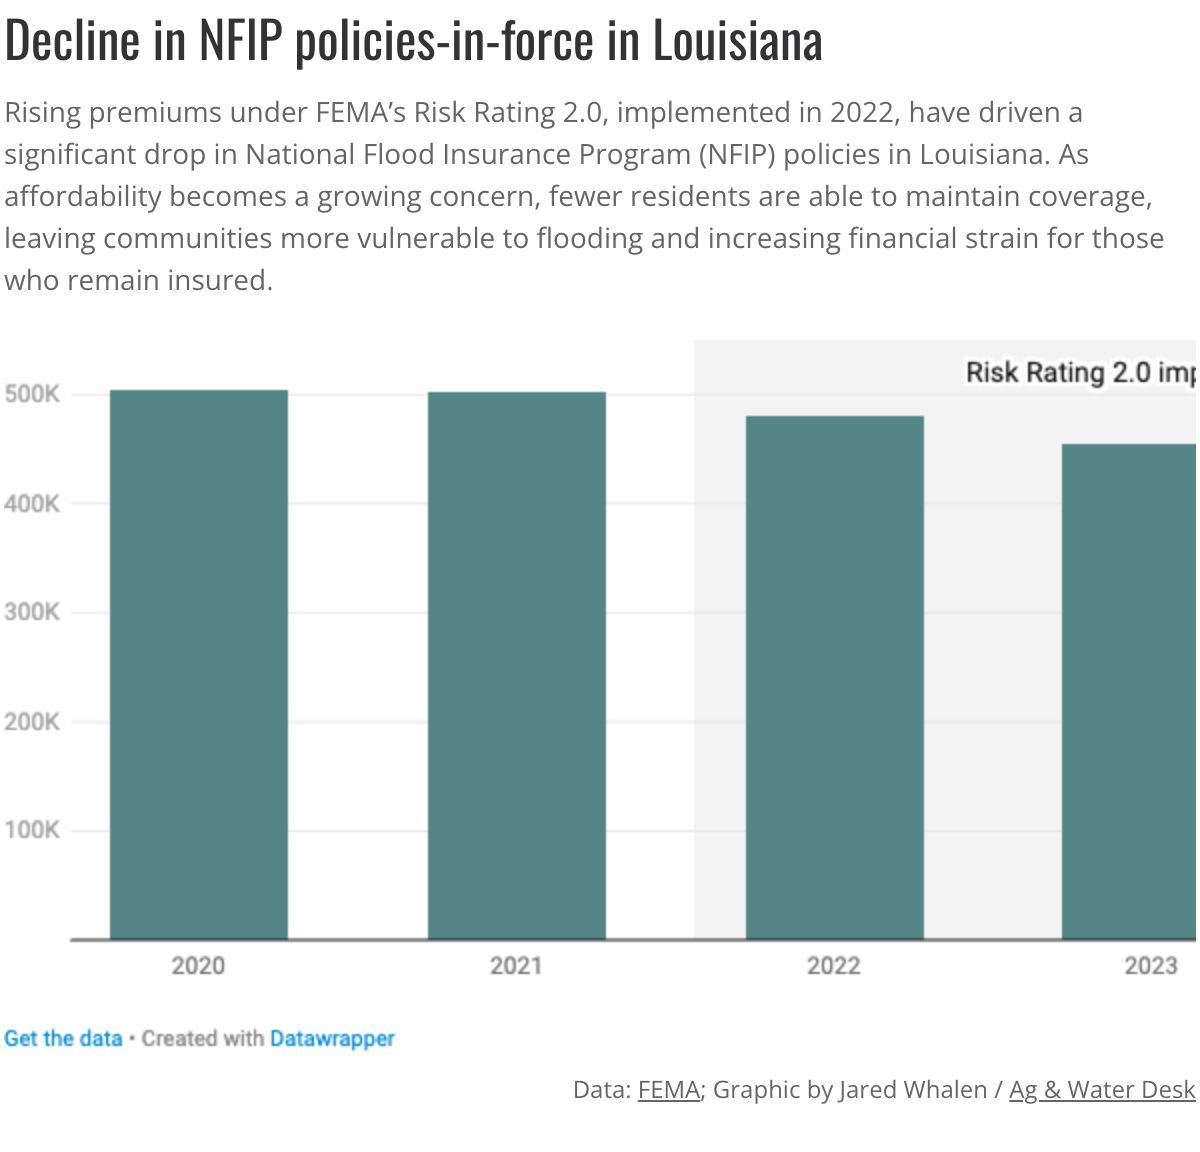 Decline in NFIP policies-in-force in Louisiana
Rising premiums under FEMA’s Risk Rating 2.0, implemented in 2022, have driven a
significant drop in National Flood Insurance Program (NFIP) policies in Louisiana. As
affordability becomes a growing concern, fewer residents are able to maintain coverage,
leaving communities more vulnerable to flooding and increasing financial strain for those
who remain insured.
Risk Rating 2.0 imp
500K
400K
300K
200K
100K
2020 2021 2022 2023
Get the data • Created with Datawrapper
Data: FEMA; Graphic by Jared Whalen / Ag & Water Desk